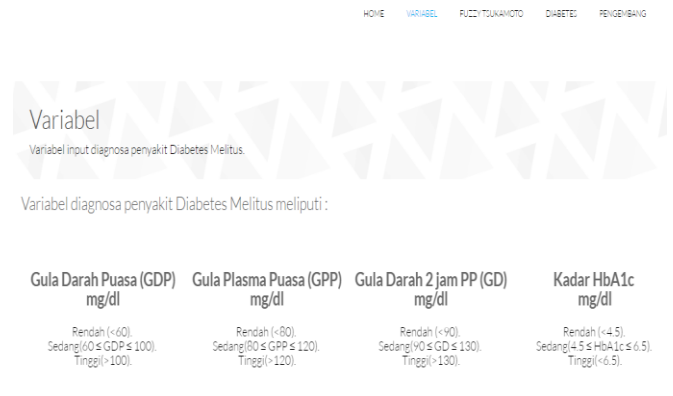 HOME VARIABEL FUZZY TSUKAMOTO DIABETES PENGEMBANG
Variabel
Variabel input diagnosa penyakit Diabetes Melitus.
Variabel diagnosa penyakit Diabetes Melitus meliputi :
Gula Darah Puasa (GDP) mg/dl
Rendah (<60).
Sedang(60 ≤ GDP ≤ 100).
Tinggi(>100).
Gula Plasma Puasa (GPP) mg/dl
Rendah (<80).
Sedang(80 ≤ GPP ≤ 120).
Tinggi(>120).
Gula Darah 2 jam PP (GD) mg/dl
Rendah (<90).
Sedang(90 ≤ GD ≤ 130).
Tinggi(>130).
Kadar HbA1c mg/dl
Rendah (<4.5).
Sedang(4.5 ≤ HbA1c ≤ 6.5).
Tinggi(<6.5).